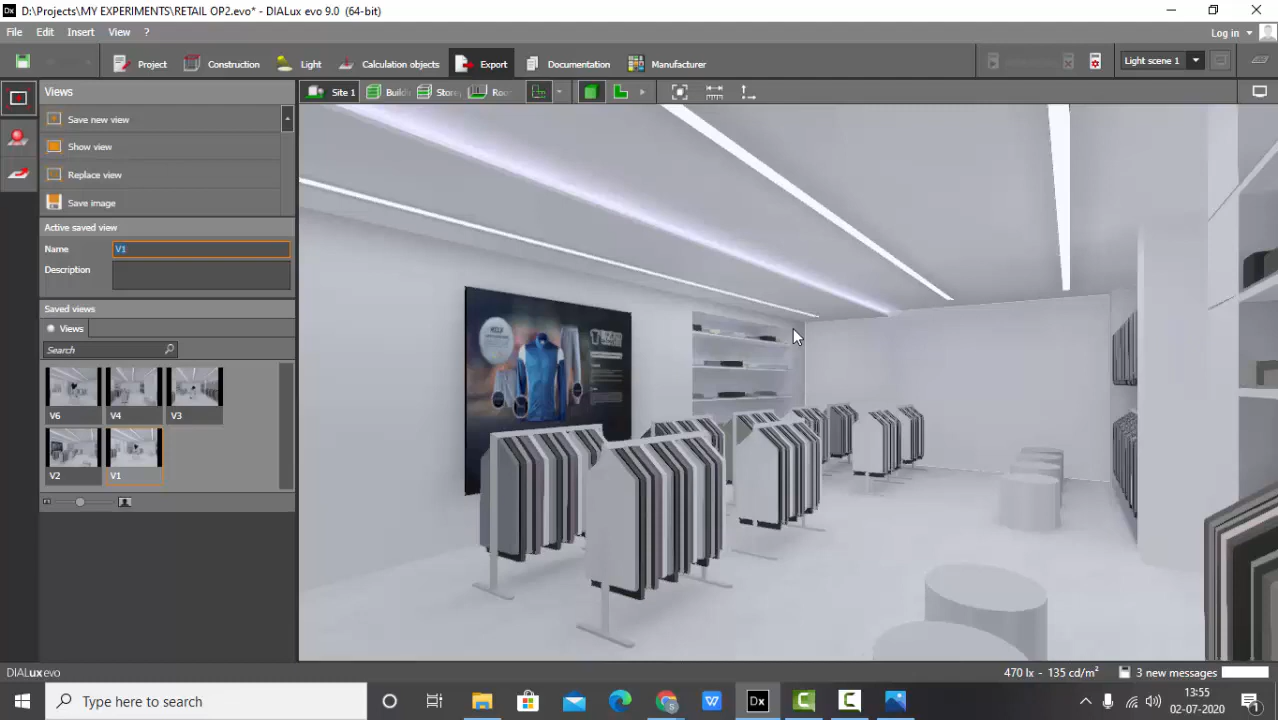 D:\Projects\MY EXPERIMENTS\RETAIL OP2.evo* - DIALux evo 9.0 (64-bit)
File Edit Insert View ?
Log in
Project Construction Light Calculation objects Export Documentation Manufacturer
Light scene 1
Views
Site 1
Save new view
Show view
Replace view
Save image
Active saved view
Name V1
Description
Saved views
Views
Search
V6 V4 V3
V2 V1
DIALux evo
470 lx - 135 cd/m²
3 new messages
Type here to search
13:55
02-07-2020